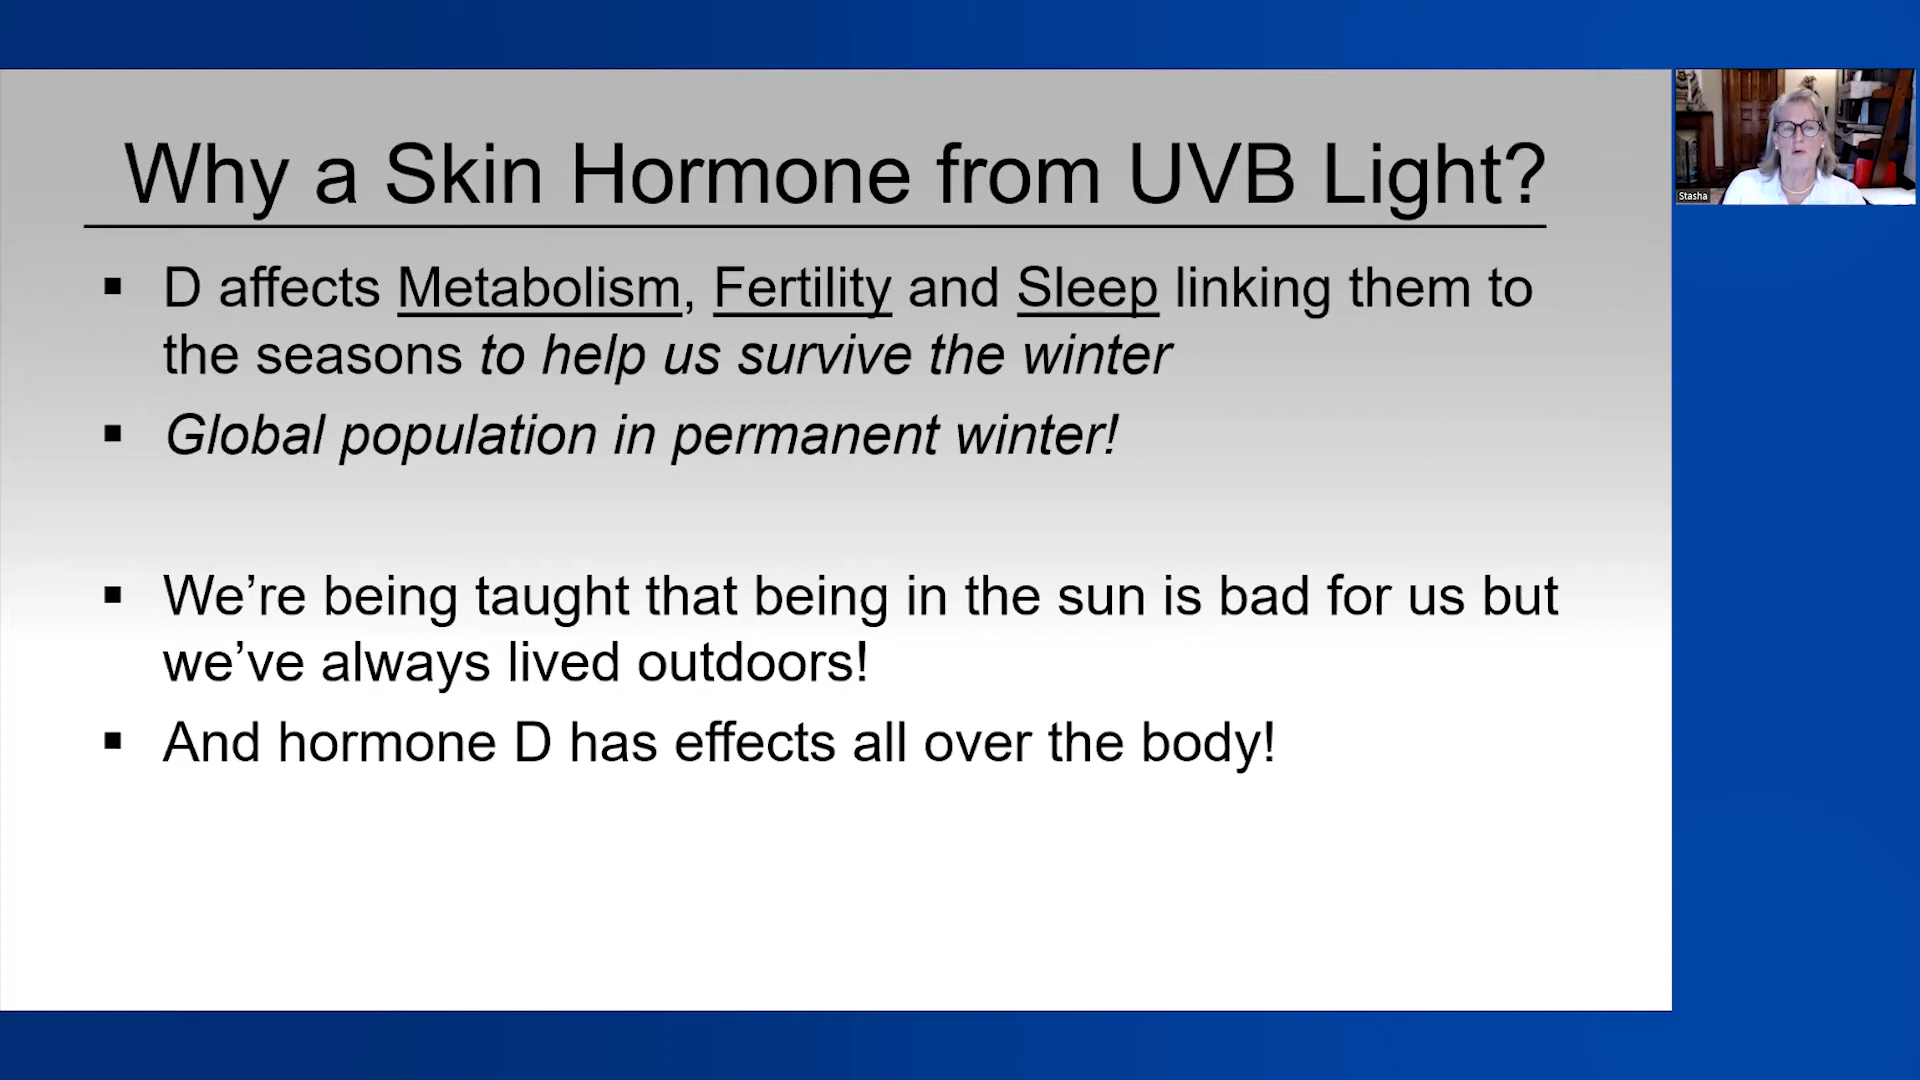 Why a Skin Hormone from UVB Light?
▪ D affects Metabolism, Fertility and Sleep linking them to
the seasons to help us survive the winter
▪ Global population in permanent winter!
▪ We’re being taught that being in the sun is bad for us but
we’ve always lived outdoors!
▪ And hormone D has effects all over the body!
Stasha